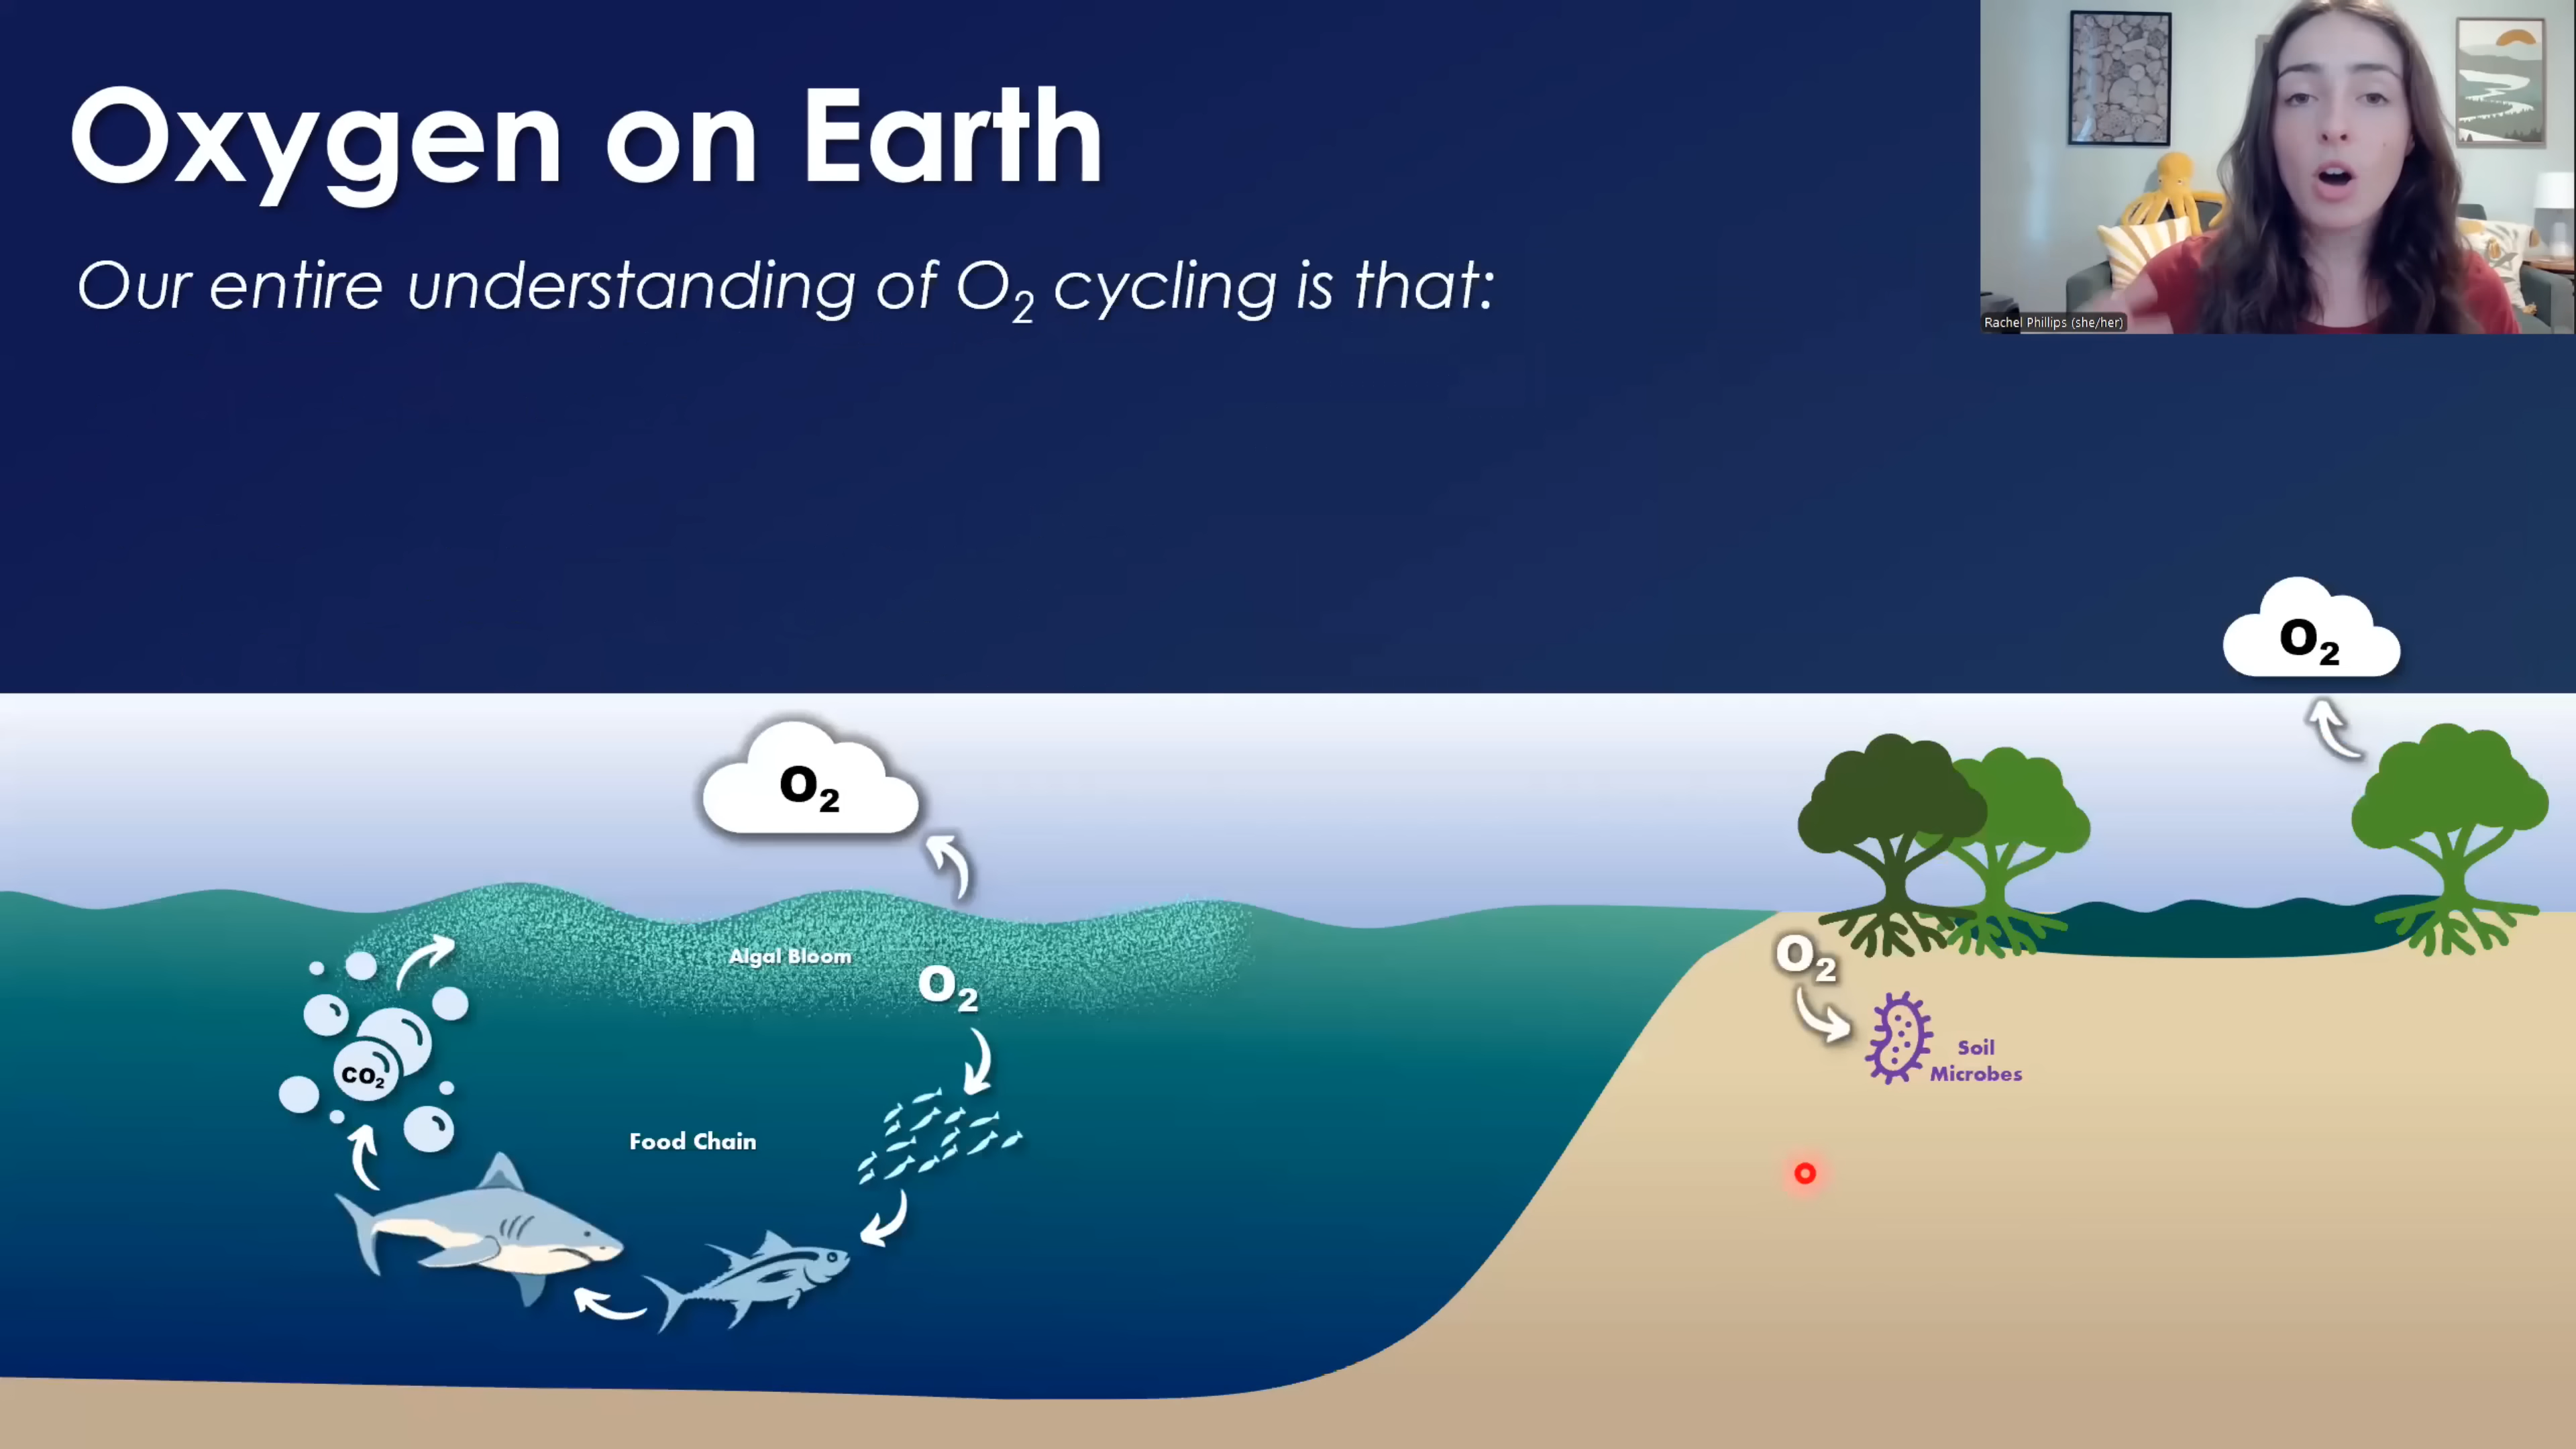 Oxygen on Earth
Our entire understanding of O₂ cycling is that:
Rachel Phillips (she/her)
O₂
O₂
Algal Bloom
O₂
O₂
CO₂
Soil
Microbes
Food Chain